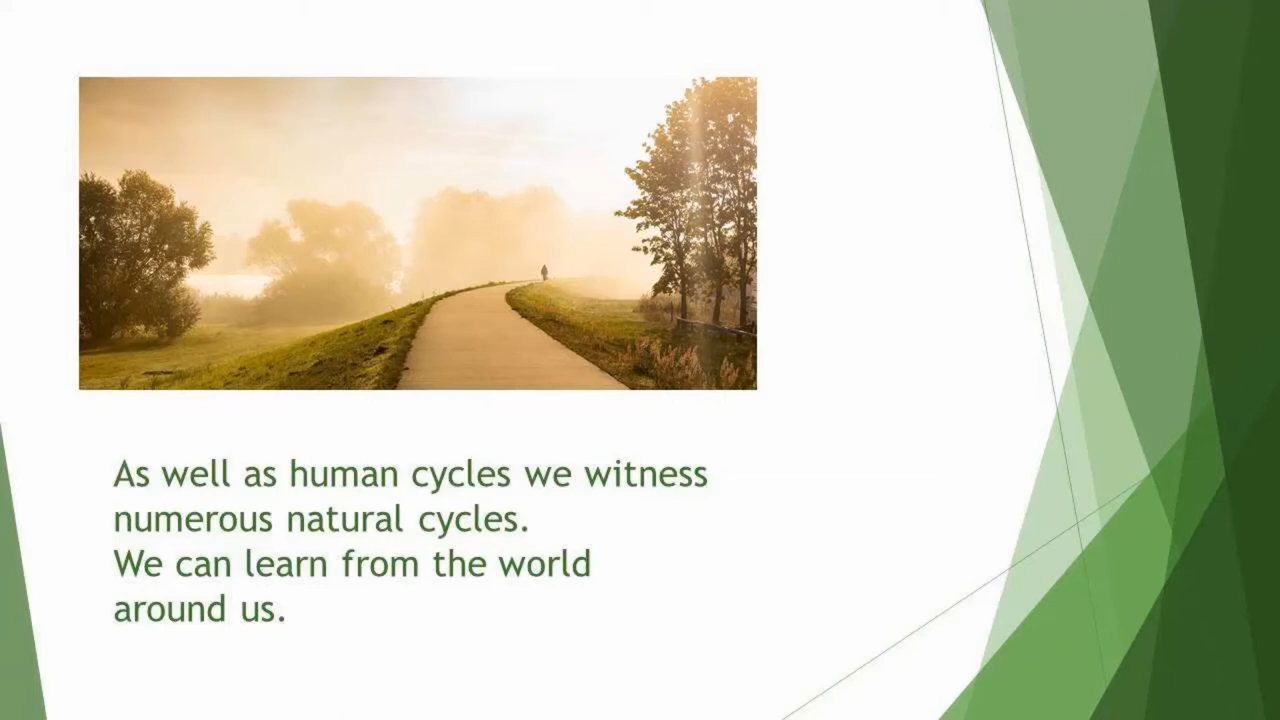 As well as human cycles we witness
numerous natural cycles.
We can learn from the world
around us.